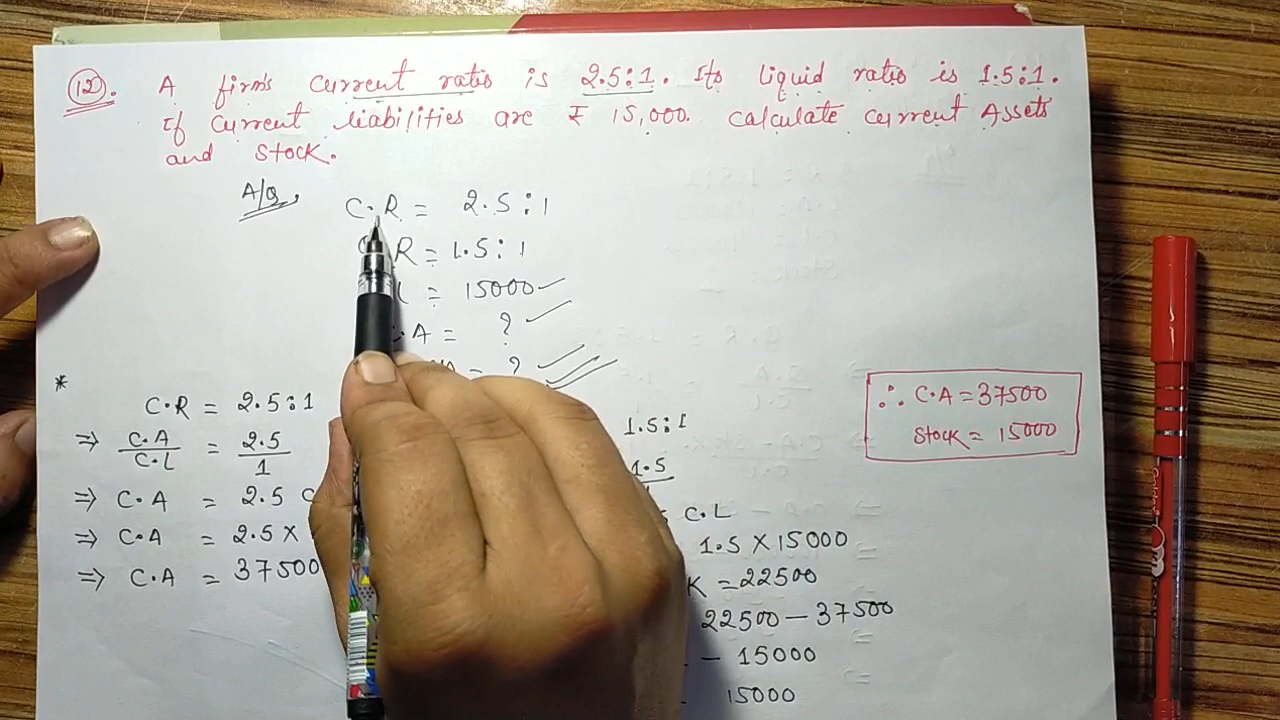 12. A firm's current ratio is 2.5:1. Its liquid ratio is 1.5:1.
If current liabilities are ₹ 15,000. calculate current Assets
and stock.
A/Q,
C.R = 2.5:1
R = 1.5:1
= 15000
A = ?
= ?
*
C.R = 2.5:1
⇒ C.A/C.L = 2.5/1
⇒ C.A = 2.5 C
⇒ C.A = 2.5 ×
⇒ C.A = 37500
1.5:1
1.5
C.L
1.5 × 15000
K = 22500
22500 — 37500
— 15000
15000
∴ C.A = 37500
Stock = 15000